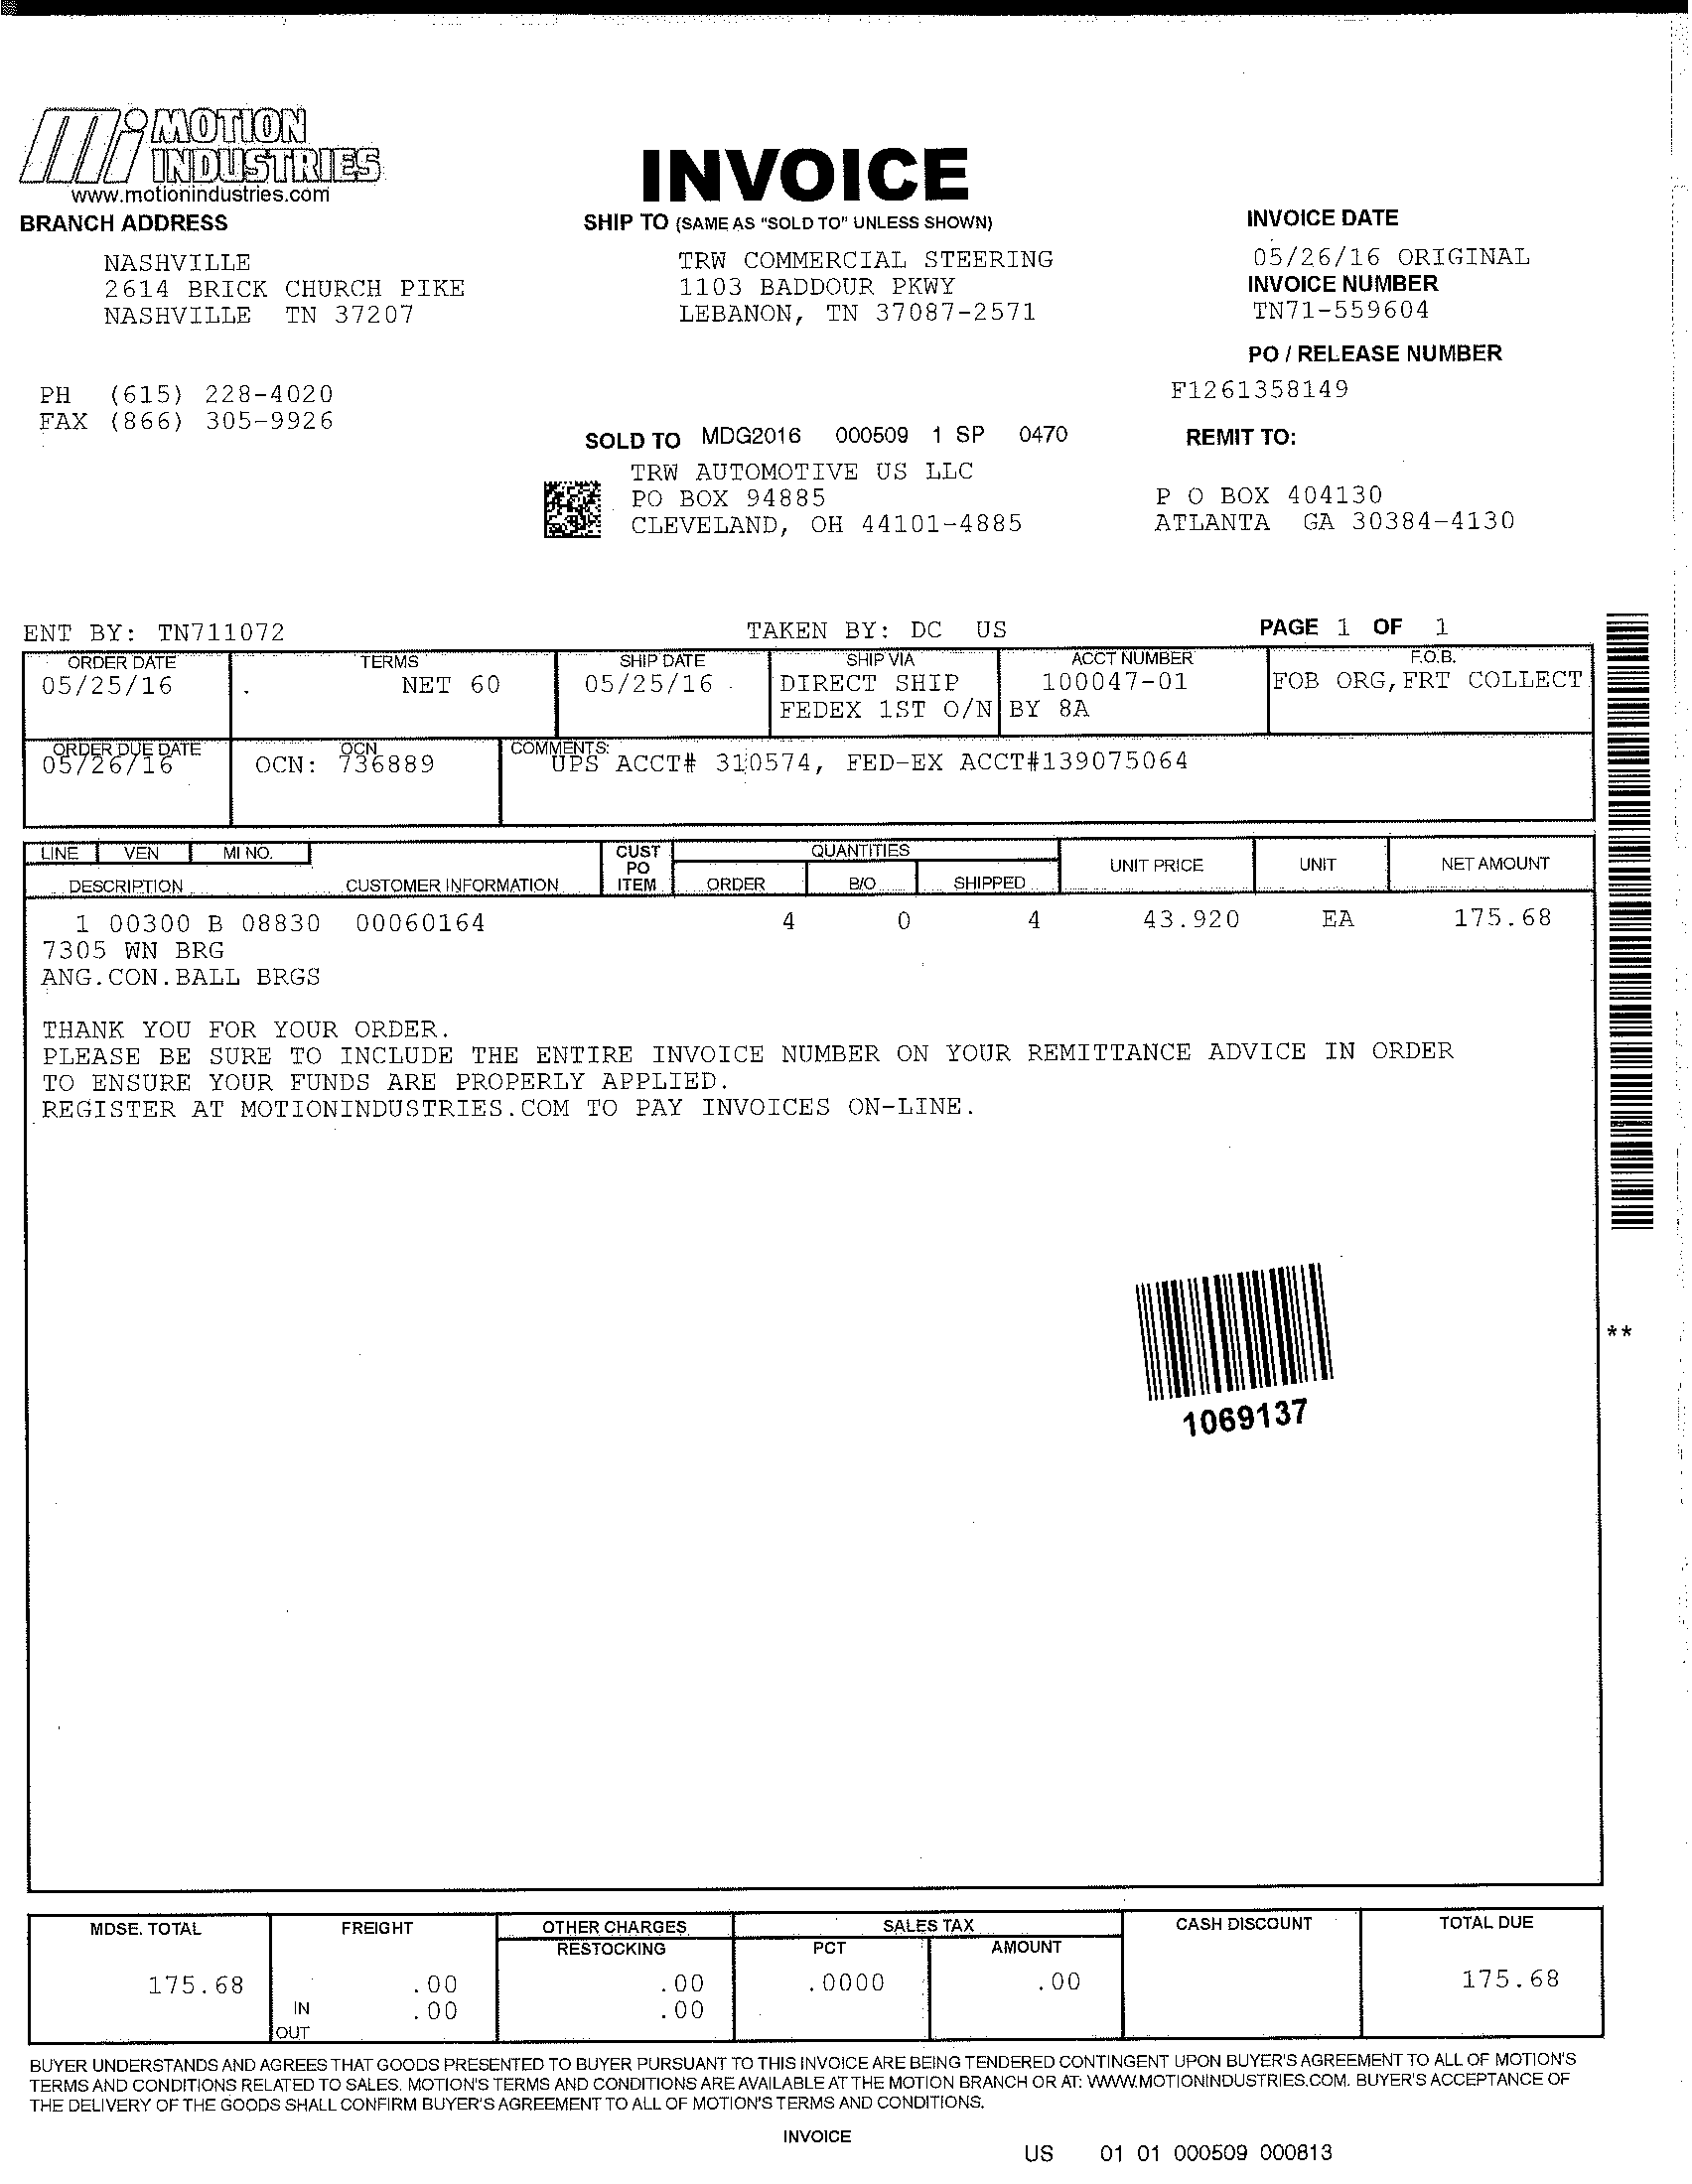 mi MOTION
INDUSTRIES
www.motionindustries.com
INVOICE
BRANCH ADDRESS
NASHVILLE
2614 BRICK CHURCH PIKE
NASHVILLE TN 37207
PH (615) 228-4020
FAX (866) 305-9926
SHIP TO (SAME AS "SOLD TO" UNLESS SHOWN)
TRW COMMERCIAL STEERING
1103 BADDOUR PKWY
LEBANON, TN 37087-2571
INVOICE DATE
05/26/16 ORIGINAL
INVOICE NUMBER
TN71-559604
PO / RELEASE NUMBER
F1261358149
SOLD TO MDG2016 000509 1 SP 0470
TRW AUTOMOTIVE US LLC
PO BOX 94885
CLEVELAND, OH 44101-4885
REMIT TO:
P O BOX 404130
ATLANTA GA 30384-4130
ENT BY: TN711072 TAKEN BY: DC US PAGE 1 OF 1
ORDER DATE TERMS SHIP DATE SHIP VIA ACCT NUMBER F.O.B.
05/25/16 . NET 60 05/25/16 DIRECT SHIP 100047-01 FOB ORG,FRT COLLECT
FEDEX 1ST O/N BY 8A
ORDER DUE DATE OCN COMMENTS:
05/26/16 OCN: 736889 UPS ACCT# 310574, FED-EX ACCT#139075064
LINE VEN MI NO. CUST PO ITEM QUANTITIES UNIT PRICE UNIT NET AMOUNT
DESCRIPTION CUSTOMER INFORMATION ORDER B/O SHIPPED
1 00300 B 08830 00060164 4 0 4 43.920 EA 175.68
7305 WN BRG
ANG.CON.BALL BRGS
THANK YOU FOR YOUR ORDER.
PLEASE BE SURE TO INCLUDE THE ENTIRE INVOICE NUMBER ON YOUR REMITTANCE ADVICE IN ORDER
TO ENSURE YOUR FUNDS ARE PROPERLY APPLIED.
REGISTER AT MOTIONINDUSTRIES.COM TO PAY INVOICES ON-LINE.
**
1069137
MDSE. TOTAL FREIGHT OTHER CHARGES SALES TAX CASH DISCOUNT TOTAL DUE
RESTOCKING PCT AMOUNT
175.68 .00 .00 .0000 .00 175.68
IN .00 .00
OUT
BUYER UNDERSTANDS AND AGREES THAT GOODS PRESENTED TO BUYER PURSUANT TO THIS INVOICE ARE BEING TENDERED CONTINGENT UPON BUYER'S AGREEMENT TO ALL OF MOTION'S
TERMS AND CONDITIONS RELATED TO SALES. MOTION'S TERMS AND CONDITIONS ARE AVAILABLE AT THE MOTION BRANCH OR AT: WWW.MOTIONINDUSTRIES.COM. BUYER'S ACCEPTANCE OF
THE DELIVERY OF THE GOODS SHALL CONFIRM BUYER'S AGREEMENT TO ALL OF MOTION'S TERMS AND CONDITIONS.
INVOICE
US 01 01 000509 000813